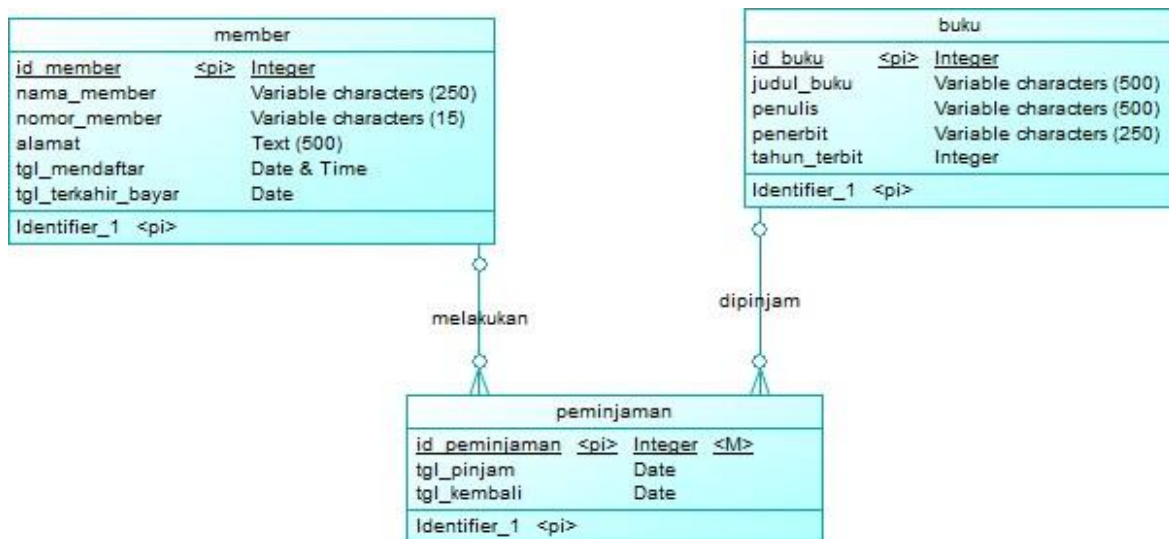 member
id_member <pi> Integer
nama_member Variable characters (250)
nomor_member Variable characters (15)
alamat Text (500)
tgl_mendaftar Date & Time
tgl_terkahir_bayar Date
Identifier_1 <pi>
buku
id_buku <pi> Integer
judul_buku Variable characters (500)
penulis Variable characters (500)
penerbit Variable characters (250)
tahun_terbit Integer
Identifier_1 <pi>
melakukan
dipinjam
peminjaman
id_peminjaman <pi> Integer <M>
tgl_pinjam Date
tgl_kembali Date
Identifier_1 <pi>